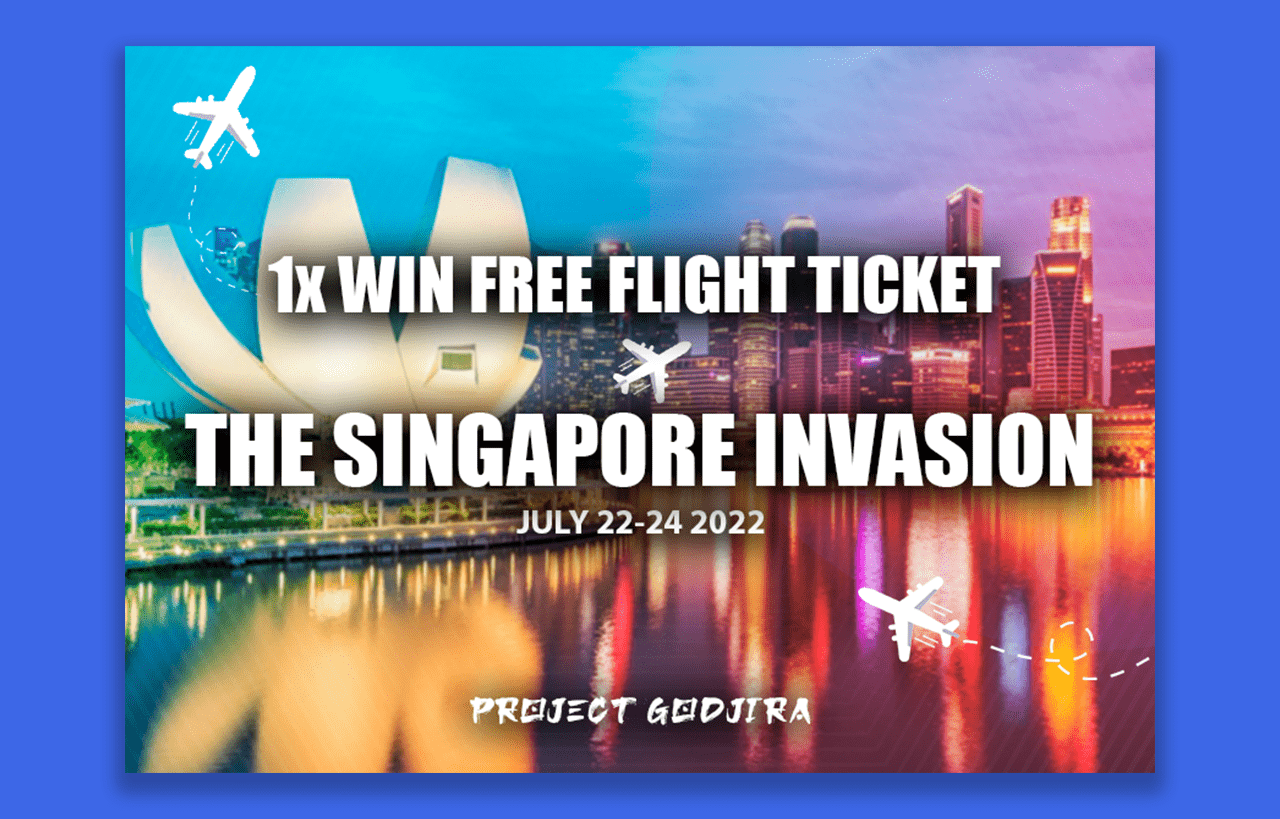 1x WIN FREE FLIGHT TICKET
THE SINGAPORE INVASION
JULY 22-24 2022
PROJECT GODJIRA